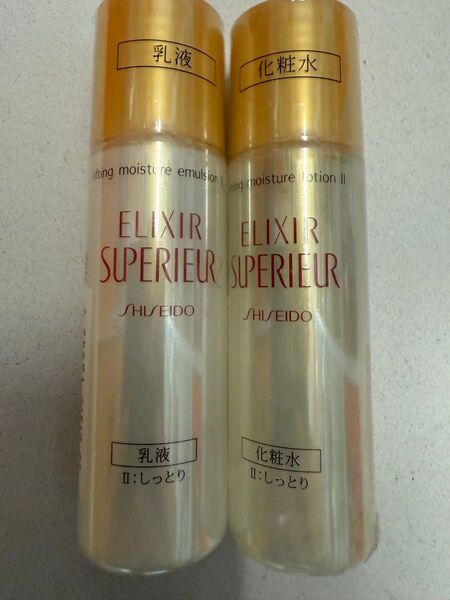 乳液
lifting moisture emulsion
ELIXIR
SUPERIEUR
SHISEIDO
乳液
II:しっとり
化粧水
moisture lotion II
ELIXIR
SUPERIEUR
SHISEIDO
化粧水
II:しっとり